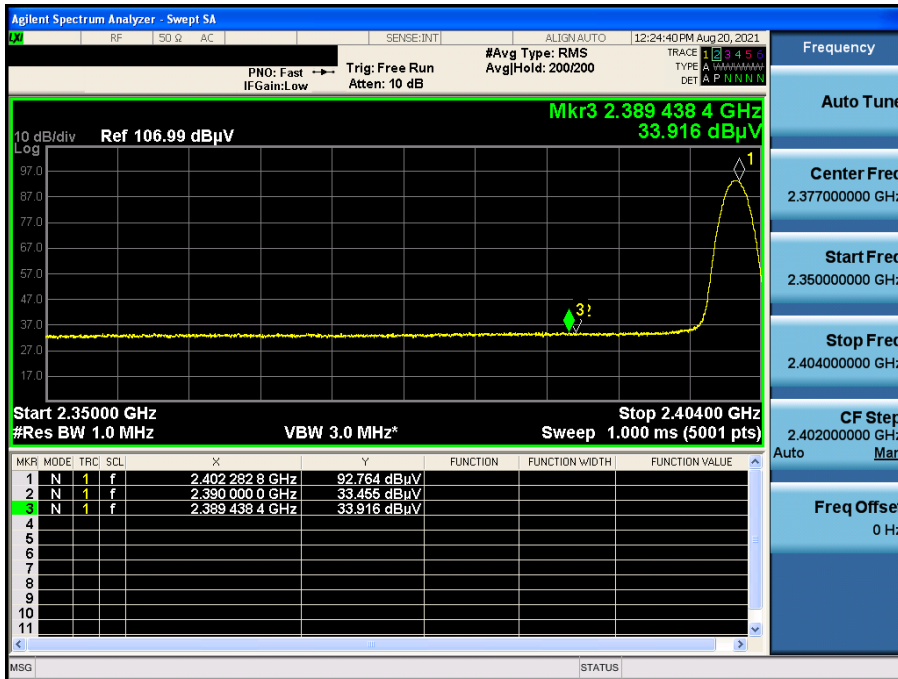 Agilent Spectrum Analyzer - Swept SA
LXI RF 50 Ω AC SENSE:INT ALIGN AUTO 12:24:40 PM Aug 20, 2021
PNO: Fast
IFGain:Low
Trig: Free Run
Atten: 10 dB
#Avg Type: RMS
Avg|Hold: 200/200
TRACE 1 2 3 4 5 6
TYPE A WWWWW
DET A P N N N N
Mkr3 2.389 438 4 GHz
33.916 dBµV
10 dB/div Ref 106.99 dBµV
Log
97.0
87.0
77.0
67.0
57.0
47.0
37.0
27.0
17.0
1
3
2
Start 2.35000 GHz Stop 2.40400 GHz
#Res BW 1.0 MHz VBW 3.0 MHz* Sweep 1.000 ms (5001 pts)
MKR MODE TRC SCL X Y FUNCTION FUNCTION WIDTH FUNCTION VALUE
1 N 1 f 2.402 282 8 GHz 92.764 dBµV
2 N 1 f 2.390 000 0 GHz 33.455 dBµV
3 N 1 f 2.389 438 4 GHz 33.916 dBµV
4
5
6
7
8
9
10
11
MSG STATUS
Frequency
Auto Tune
Center Freq
2.377000000 GHz
Start Freq
2.350000000 GHz
Stop Freq
2.404000000 GHz
CF Step
2.402000000 GHz
Auto Man
Freq Offset
0 Hz